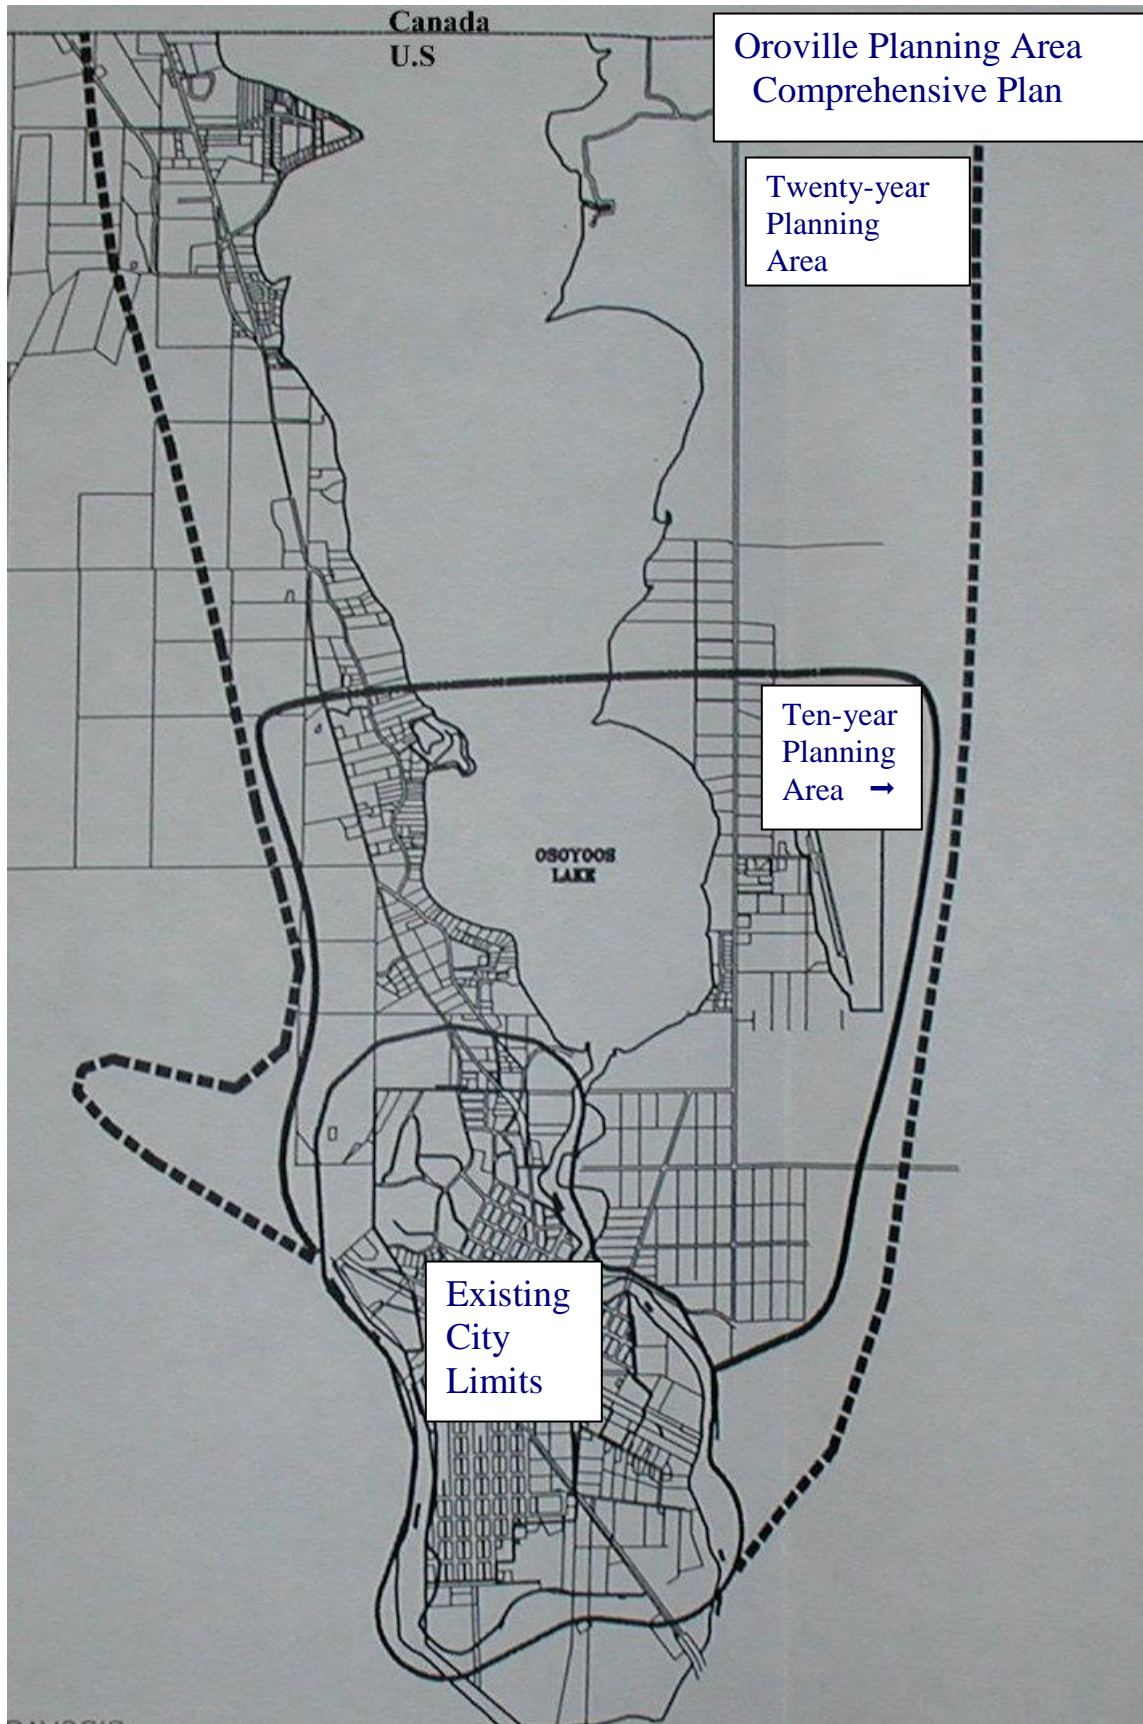 Canada
U.S
Oroville Planning Area
Comprehensive Plan
Twenty-year
Planning
Area
Ten-year
Planning
Area →
OSOYOOS
LAKE
Existing
City
Limits